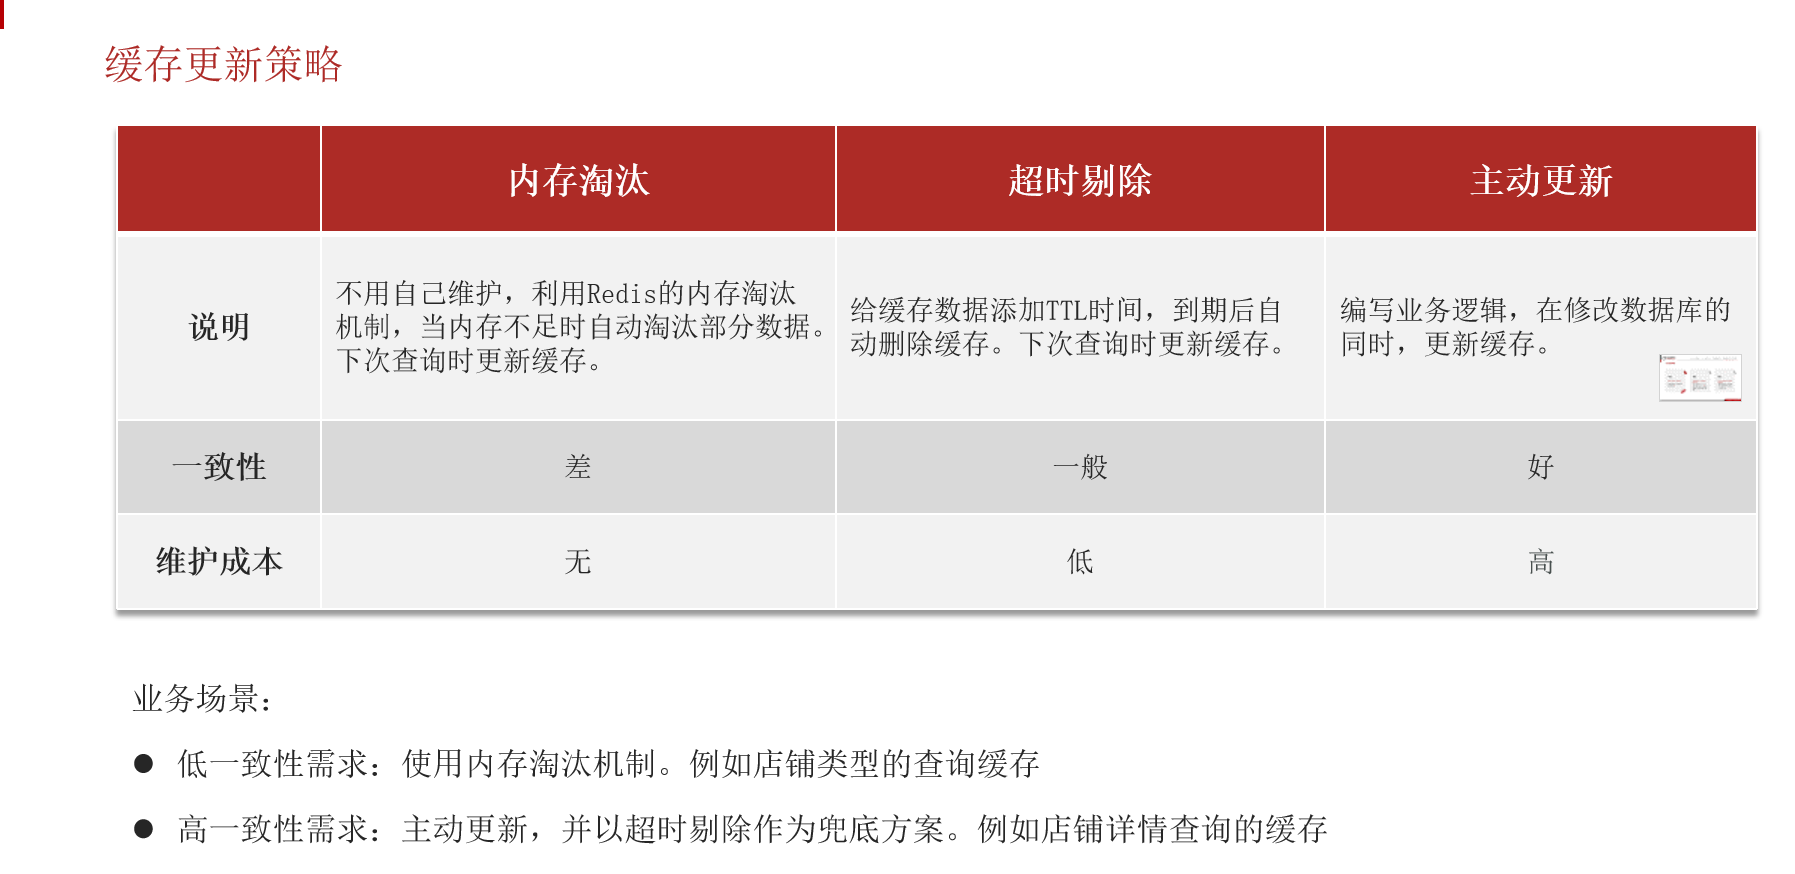 缓存更新策略
内存淘汰
超时剔除
主动更新
说明
不用自己维护，利用Redis的内存淘汰
机制，当内存不足时自动淘汰部分数据。
下次查询时更新缓存。
给缓存数据添加TTL时间，到期后自
动删除缓存。下次查询时更新缓存。
编写业务逻辑，在修改数据库的
同时，更新缓存。
一致性
差
一般
好
维护成本
无
低
高
业务场景：
● 低一致性需求：使用内存淘汰机制。例如店铺类型的查询缓存
● 高一致性需求：主动更新，并以超时剔除作为兜底方案。例如店铺详情查询的缓存